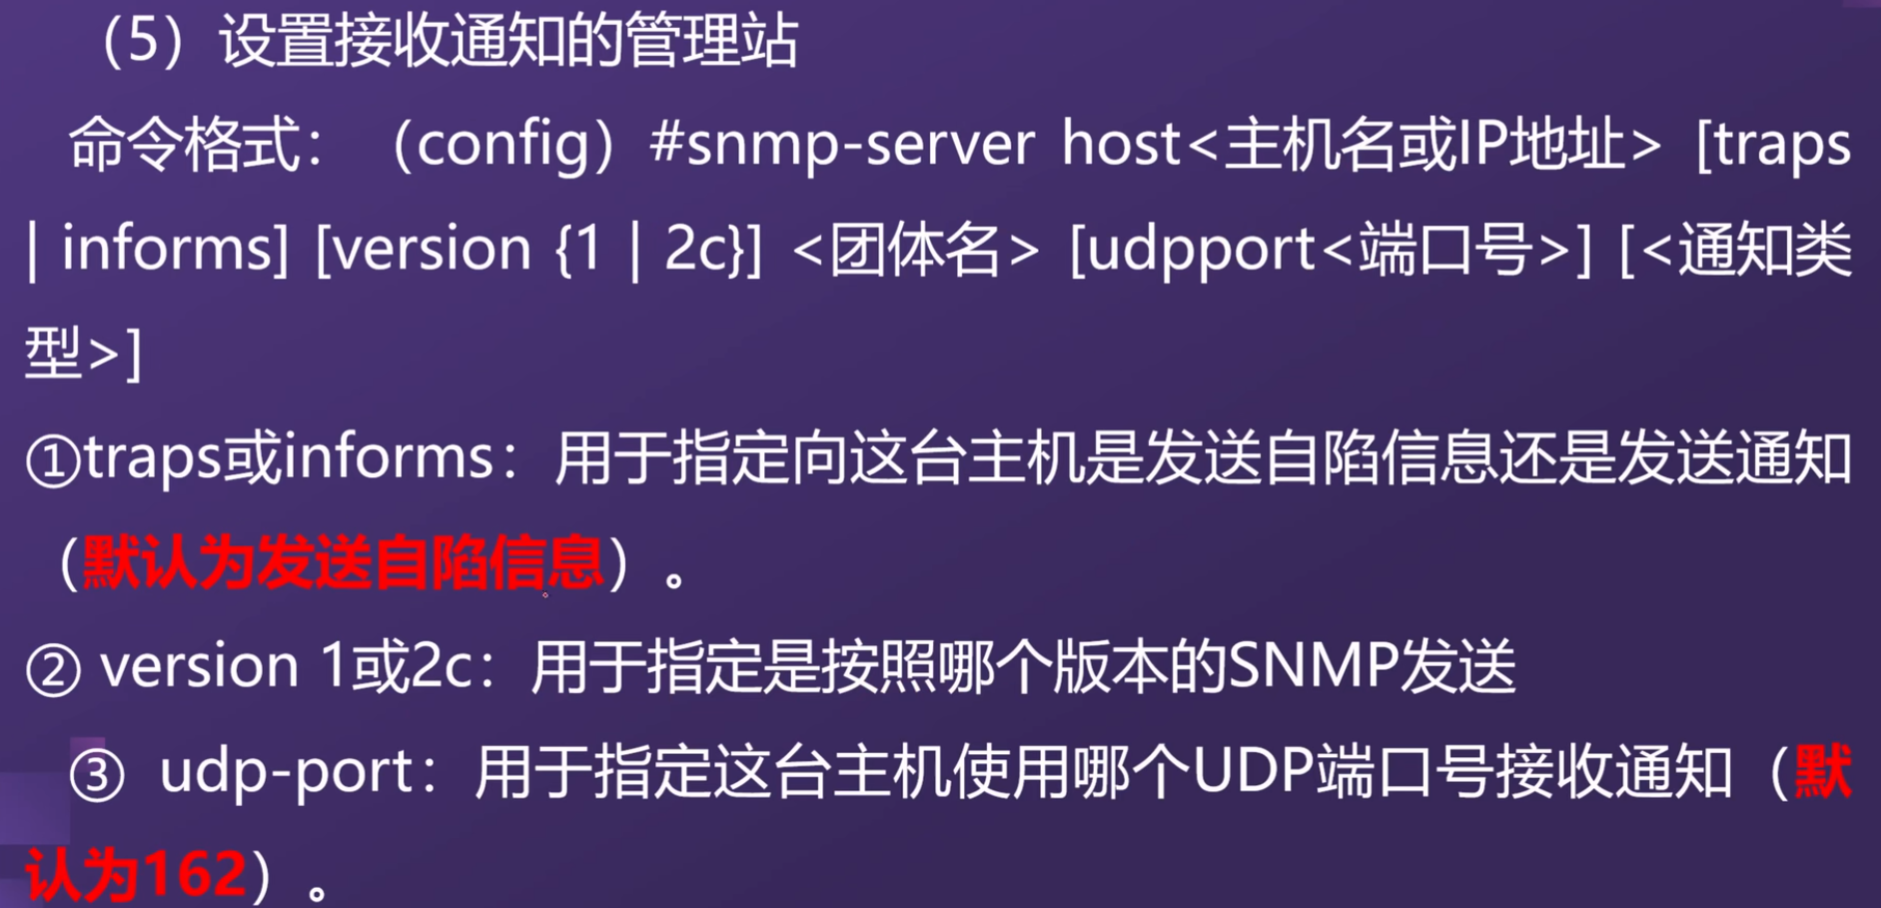 （5）设置接收通知的管理站
命令格式：（config）#snmp-server host<主机名或IP地址> [traps
| informs] [version {1 | 2c}] <团体名> [udpport<端口号>] [<通知类
型>]
①traps或informs：用于指定向这台主机是发送自陷信息还是发送通知
（默认为发送自陷信息）。
② version 1或2c：用于指定是按照哪个版本的SNMP发送
③ udp-port：用于指定这台主机使用哪个UDP端口号接收通知（默
认为162）。